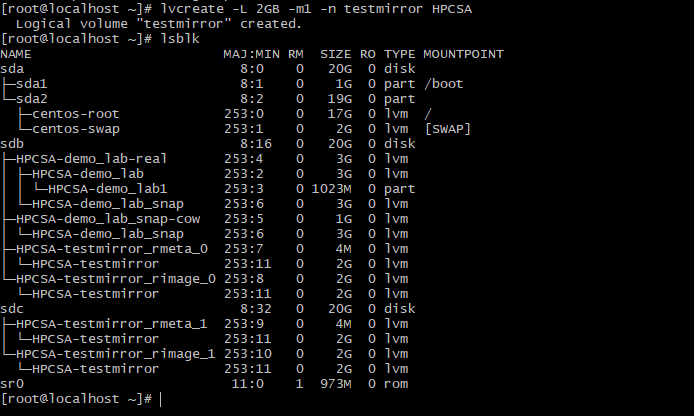 [root@localhost ~]# lvcreate -L 2GB -m1 -n testmirror HPCSA
  Logical volume "testmirror" created.
[root@localhost ~]# lsblk
NAME                         MAJ:MIN RM  SIZE RO TYPE MOUNTPOINT
sda                            8:0    0   20G  0 disk
├─sda1                         8:1    0    1G  0 part /boot
└─sda2                         8:2    0   19G  0 part
  ├─centos-root              253:0    0   17G  0 lvm  /
  └─centos-swap              253:1    0    2G  0 lvm  [SWAP]
sdb                            8:16   0   20G  0 disk
├─HPCSA-demo_lab-real        253:4    0    3G  0 lvm
│ ├─HPCSA-demo_lab           253:2    0    3G  0 lvm
│ │ └─HPCSA-demo_lab1        253:3    0 1023M  0 part
│ └─HPCSA-demo_lab_snap      253:6    0    3G  0 lvm
├─HPCSA-demo_lab_snap-cow    253:5    0    1G  0 lvm
│ └─HPCSA-demo_lab_snap      253:6    0    3G  0 lvm
├─HPCSA-testmirror_rmeta_0   253:7    0    4M  0 lvm
│ └─HPCSA-testmirror         253:11   0    2G  0 lvm
└─HPCSA-testmirror_rimage_0  253:8    0    2G  0 lvm
  └─HPCSA-testmirror         253:11   0    2G  0 lvm
sdc                            8:32   0   20G  0 disk
├─HPCSA-testmirror_rmeta_1   253:9    0    4M  0 lvm
│ └─HPCSA-testmirror         253:11   0    2G  0 lvm
└─HPCSA-testmirror_rimage_1  253:10   0    2G  0 lvm
  └─HPCSA-testmirror         253:11   0    2G  0 lvm
sr0                           11:0    1  973M  0 rom
[root@localhost ~]#